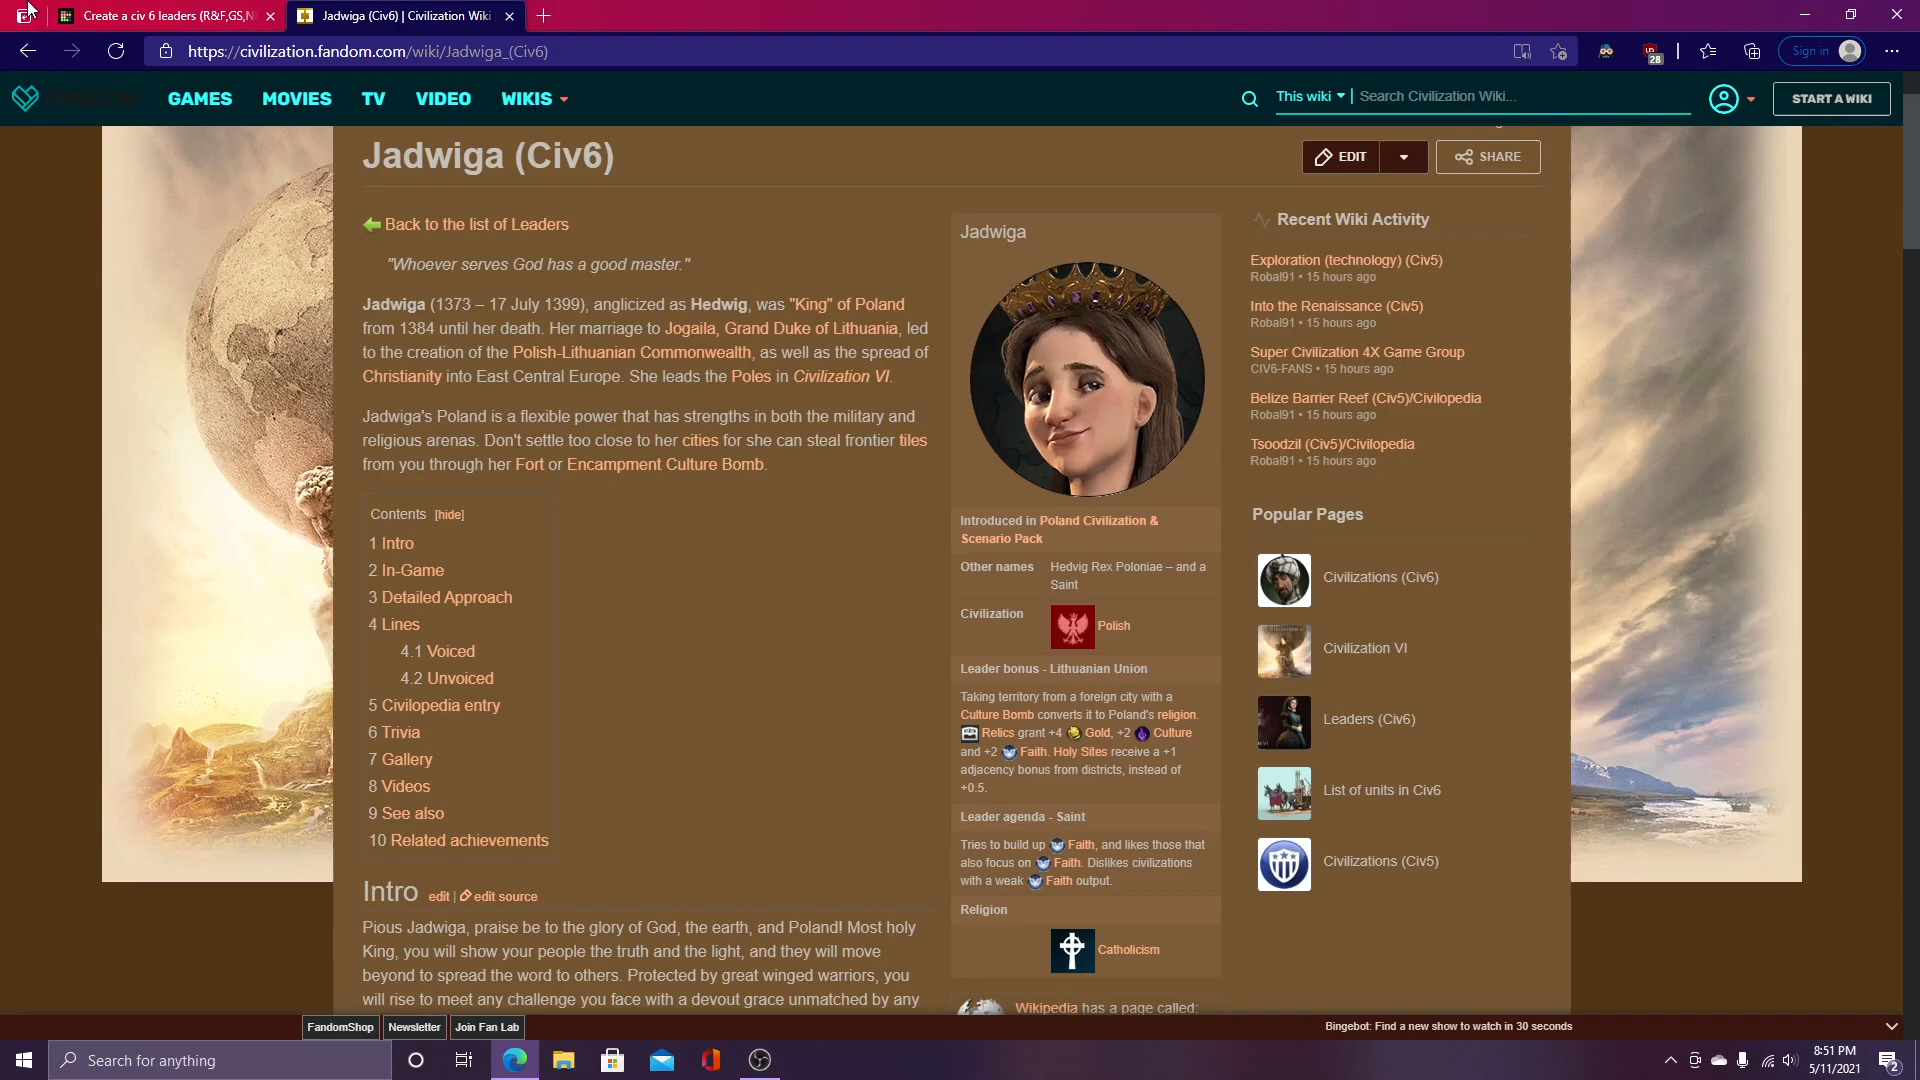 Create a civ 6 leaders (R&F,GS,N
Jadwiga (Civ6) | Civilization Wiki
https://civilization.fandom.com/wiki/Jadwiga_(Civ6)
28
Sign in
FANDOM
GAMES
MOVIES
TV
VIDEO
WIKIS
This wiki
Search Civilization Wiki...
START A WIKI
Jadwiga (Civ6)
EDIT
SHARE
Back to the list of Leaders
"Whoever serves God has a good master."
Jadwiga (1373 – 17 July 1399), anglicized as Hedwig, was "King" of Poland
from 1384 until her death. Her marriage to Jogaila, Grand Duke of Lithuania, led
to the creation of the Polish-Lithuanian Commonwealth, as well as the spread of
Christianity into East Central Europe. She leads the Poles in Civilization VI.
Jadwiga's Poland is a flexible power that has strengths in both the military and
religious arenas. Don't settle too close to her cities for she can steal frontier tiles
from you through her Fort or Encampment Culture Bomb.
Contents [hide]
1 Intro
2 In-Game
3 Detailed Approach
4 Lines
4.1 Voiced
4.2 Unvoiced
5 Civilopedia entry
6 Trivia
7 Gallery
8 Videos
9 See also
10 Related achievements
Intro edit | edit source
Pious Jadwiga, praise be to the glory of God, the earth, and Poland! Most holy
King, you will show your people the truth and the light, and they will move
beyond to spread the word to others. Protected by great winged warriors, you
will rise to meet any challenge you face with a devout grace unmatched by any
Jadwiga
Introduced in Poland Civilization &
Scenario Pack
Other names
Hedvig Rex Poloniae – and a
Saint
Civilization
Polish
Leader bonus - Lithuanian Union
Taking territory from a foreign city with a
Culture Bomb converts it to Poland's religion.
Relics grant +4 Gold, +2 Culture
and +2 Faith. Holy Sites receive a +1
adjacency bonus from districts, instead of
+0.5.
Leader agenda - Saint
Tries to build up Faith, and likes those that
also focus on Faith. Dislikes civilizations
with a weak Faith output.
Religion
Catholicism
Wikipedia has a page called:
Recent Wiki Activity
Exploration (technology) (Civ5)
Robal91 • 15 hours ago
Into the Renaissance (Civ5)
Robal91 • 15 hours ago
Super Civilization 4X Game Group
CIV6-FANS • 15 hours ago
Belize Barrier Reef (Civ5)/Civilopedia
Robal91 • 15 hours ago
Tsoodzil (Civ5)/Civilopedia
Robal91 • 15 hours ago
Popular Pages
Civilizations (Civ6)
Civilization VI
Leaders (Civ6)
List of units in Civ6
Civilizations (Civ5)
FandomShop
Newsletter
Join Fan Lab
Bingebot: Find a new show to watch in 30 seconds
Search for anything
8:51 PM
5/11/2021
2